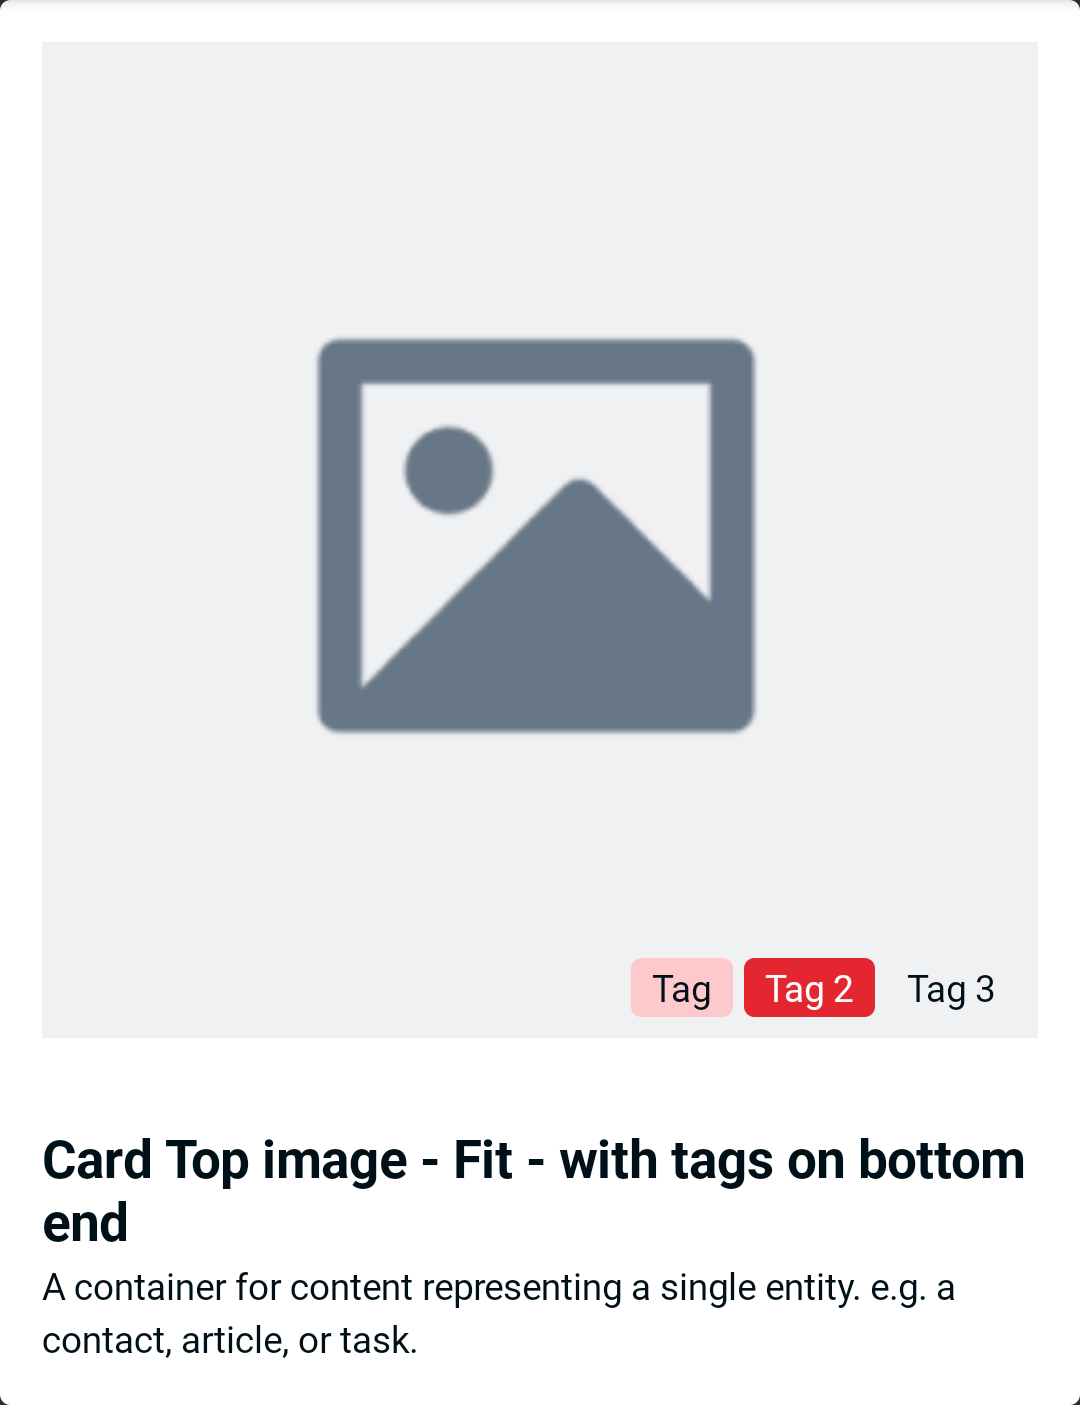 Tag Tag 2 Tag 3
Card Top image - Fit - with tags on bottom
end
A container for content representing a single entity. e.g. a
contact, article, or task.